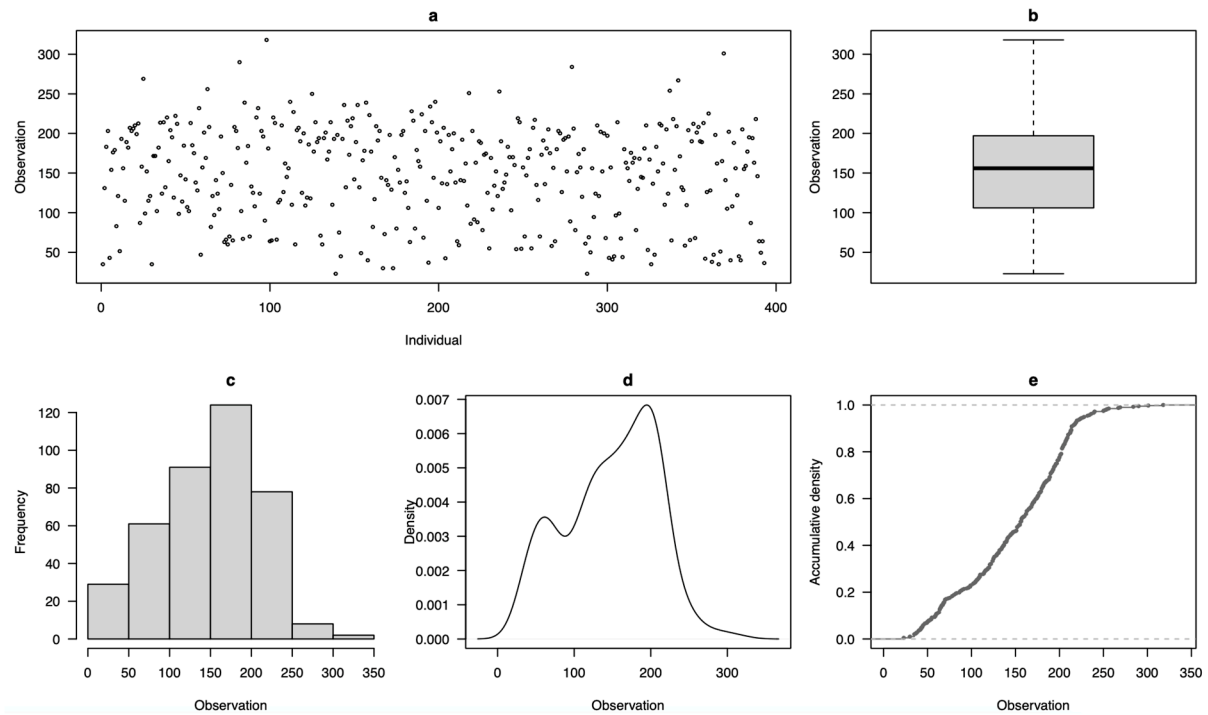 a
300
250
200
150
100
50
Observation
0 100 200 300 400
Individual
b
300
250
200
150
100
50
Observation
c
120
100
80
60
40
20
0
Frequency
0 50 100 150 200 250 300 350
Observation
d
0.007
0.006
0.005
0.004
0.003
0.002
0.001
0.000
Density
0 100 200 300
Observation
e
1.0
0.8
0.6
0.4
0.2
0.0
Accumulative density
0 50 100 150 200 250 300 350
Observation